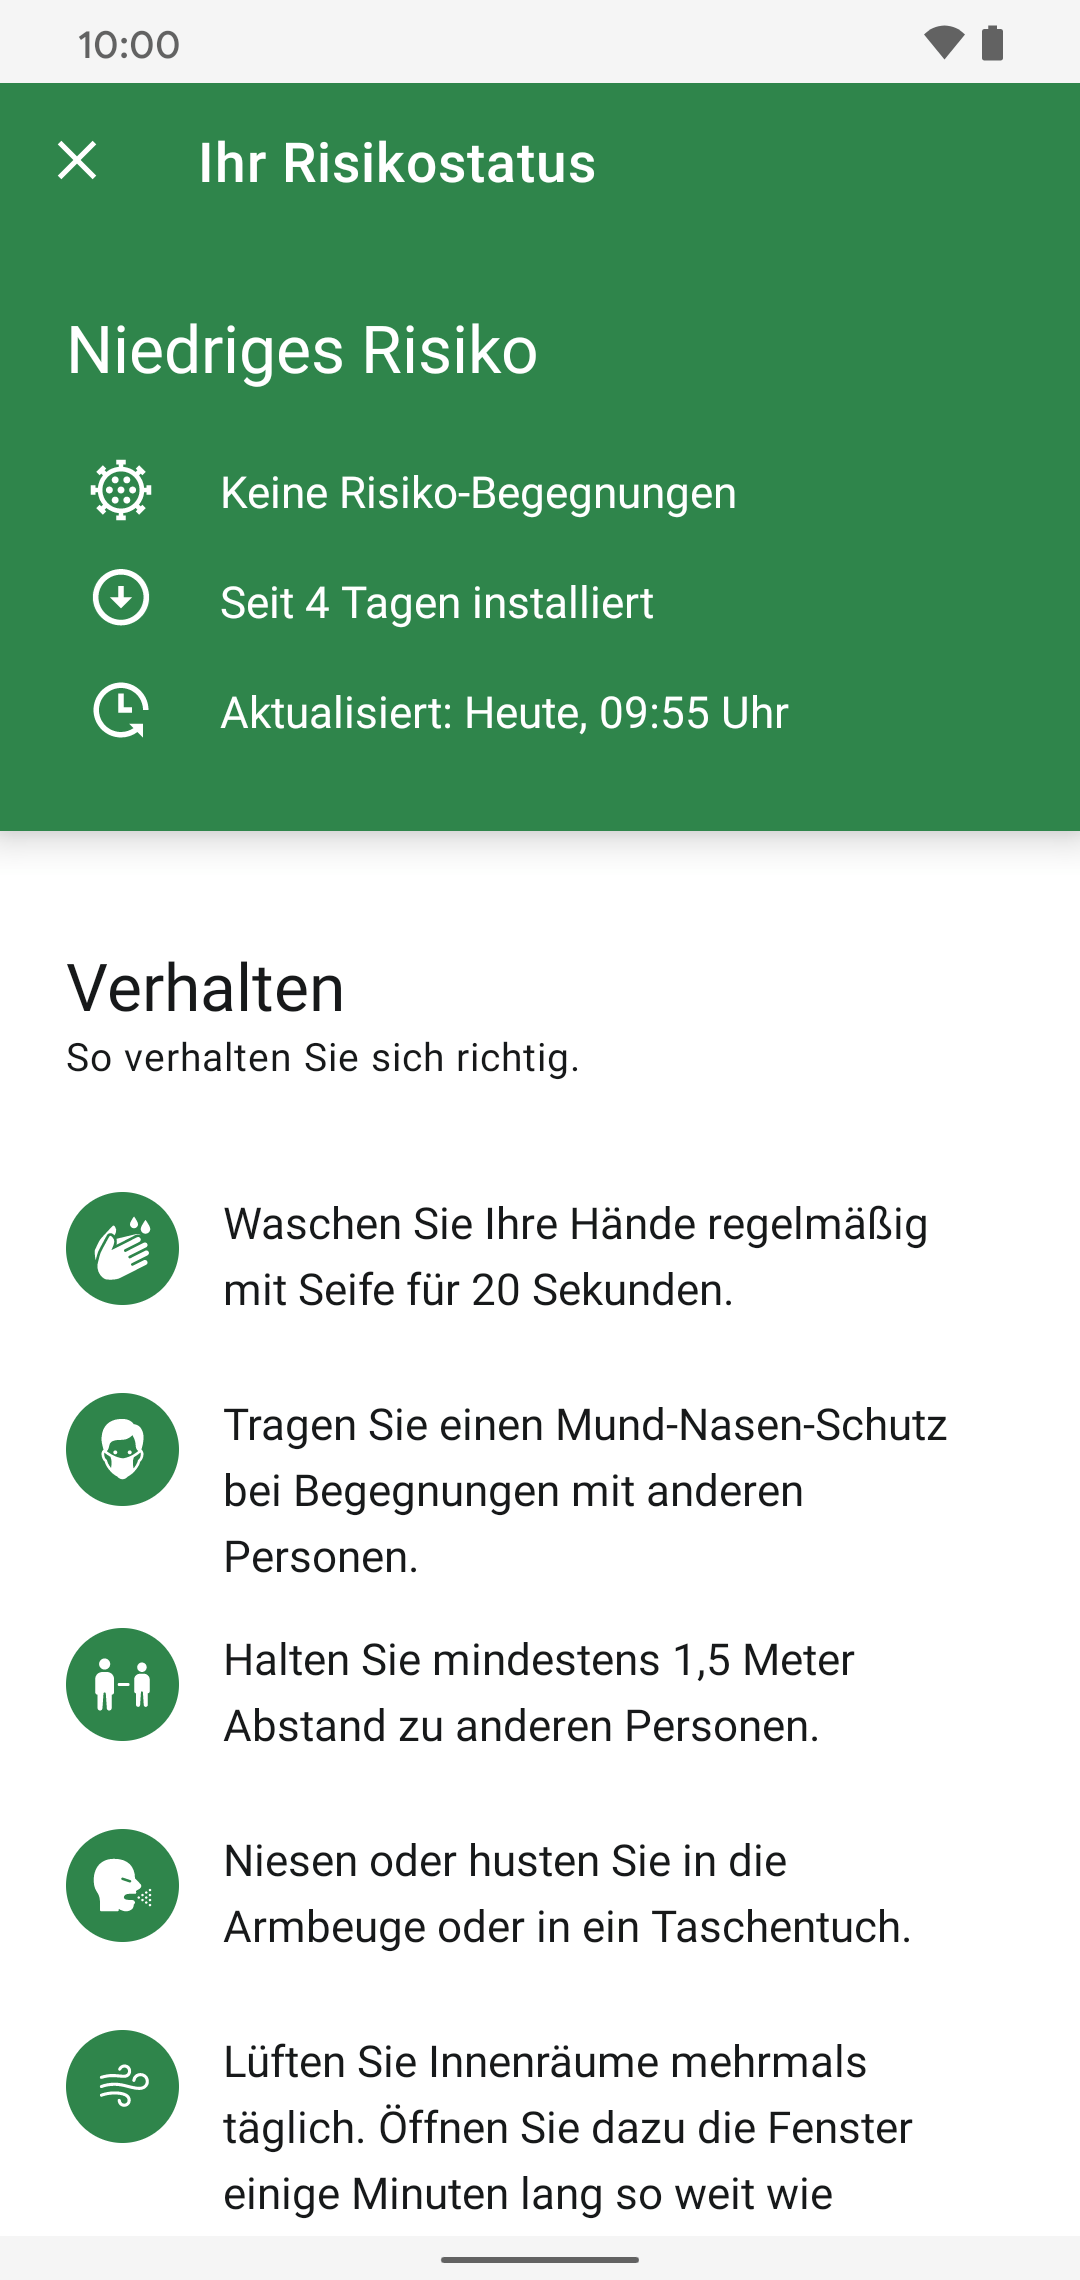 10:00
Ihr Risikostatus
Niedriges Risiko
Keine Risiko-Begegnungen
Seit 4 Tagen installiert
Aktualisiert: Heute, 09:55 Uhr
Verhalten
So verhalten Sie sich richtig.
Waschen Sie Ihre Hände regelmäßig
mit Seife für 20 Sekunden.
Tragen Sie einen Mund-Nasen-Schutz
bei Begegnungen mit anderen
Personen.
Halten Sie mindestens 1,5 Meter
Abstand zu anderen Personen.
Niesen oder husten Sie in die
Armbeuge oder in ein Taschentuch.
Lüften Sie Innenräume mehrmals
täglich. Öffnen Sie dazu die Fenster
einige Minuten lang so weit wie